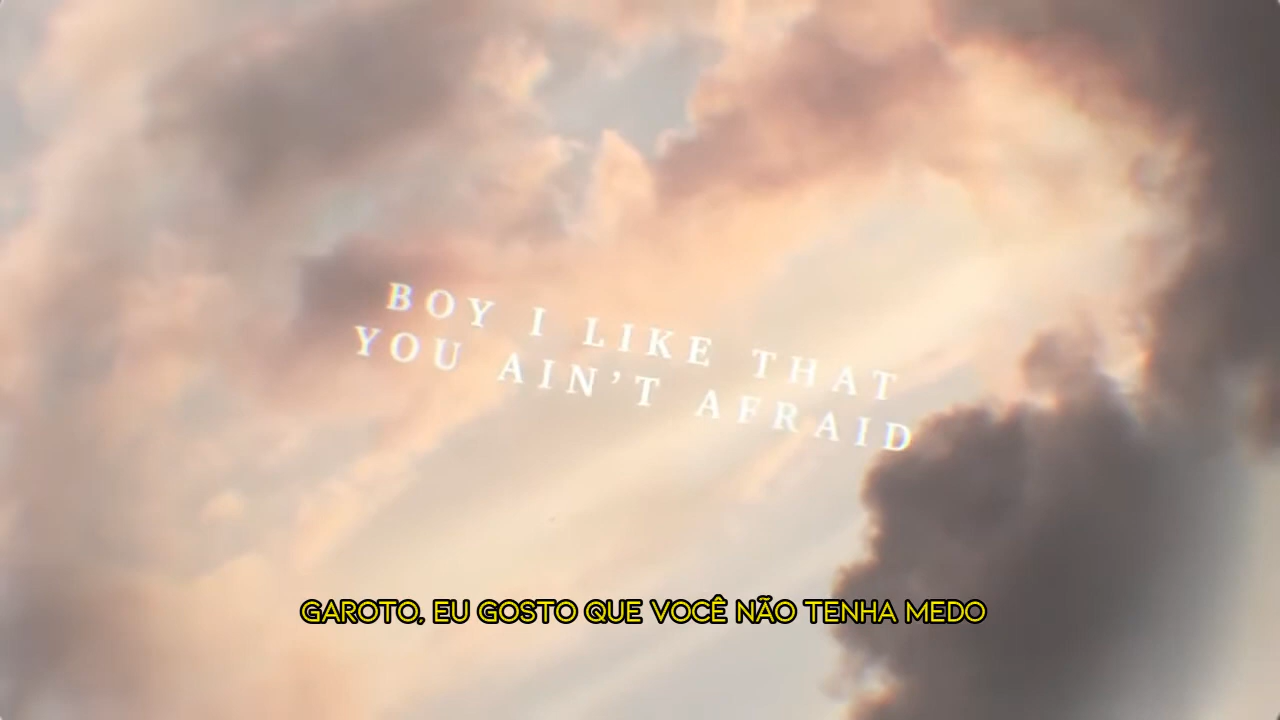 BOY I LIKE THAT
YOU AIN'T AFRAID
GAROTO, EU GOSTO QUE VOCÊ NÃO TENHA MEDO